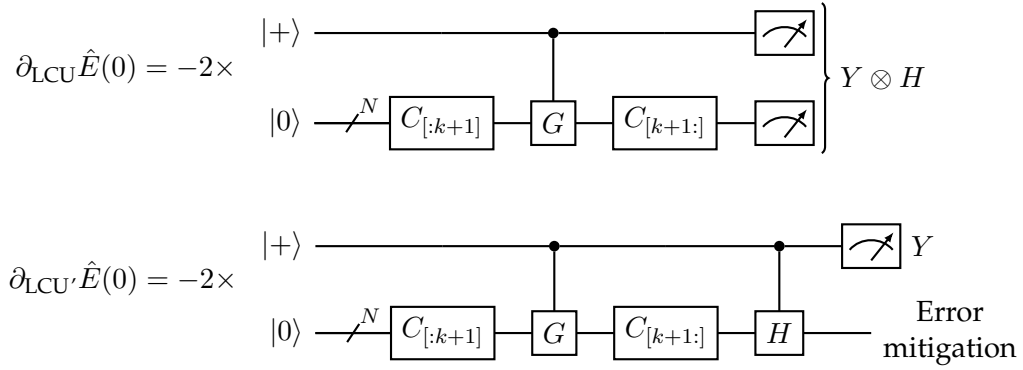 |+⟩
∂_LCU Ê(0) = −2×
Y ⊗ H
|0⟩ N C_[:k+1] G C_[k+1:]
|+⟩ Y
∂_LCU′ Ê(0) = −2×
|0⟩ N C_[:k+1] G C_[k+1:] H Error
mitigation